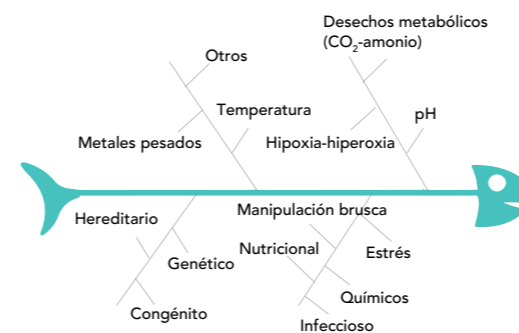 Desechos metabólicos
(CO₂-amonio)
Otros
Temperatura
pH
Metales pesados
Hipoxia-hiperoxia
Hereditario
Manipulación brusca
Nutricional
Estrés
Genético
Químicos
Congénito
Infeccioso